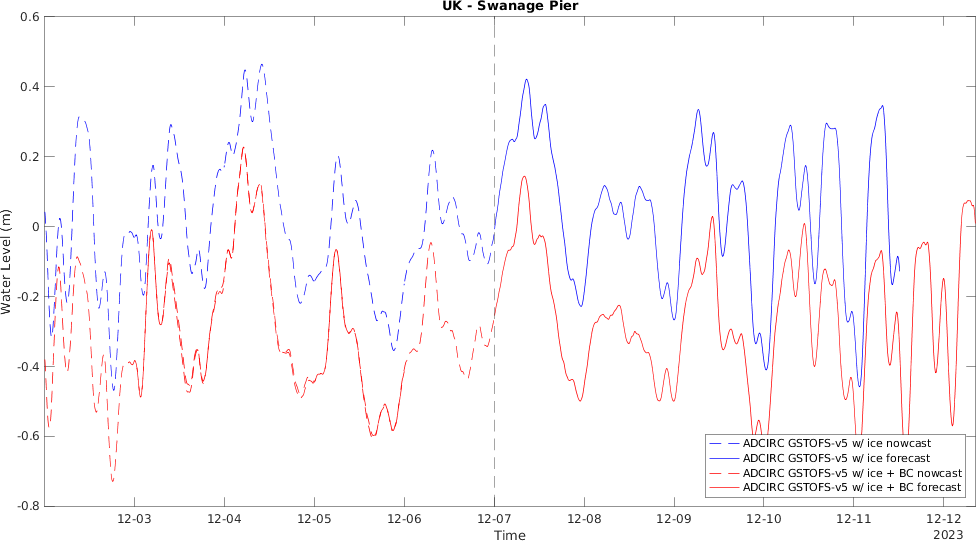 UK - Swanage Pier
Water Level (m)
0.6
0.4
0.2
0
-0.2
-0.4
-0.6
-0.8
ADCIRC GSTOFS-v5 w/ ice nowcast
ADCIRC GSTOFS-v5 w/ ice forecast
ADCIRC GSTOFS-v5 w/ ice + BC nowcast
ADCIRC GSTOFS-v5 w/ ice + BC forecast
12-03 12-04 12-05 12-06 12-07 12-08 12-09 12-10 12-11 12-12
Time
2023